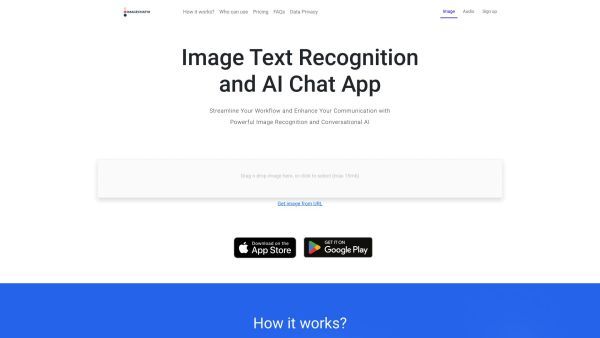 How it works?
Who can use
Pricing
FAQs
Data Privacy
Image
Audio
Sign up
Image Text Recognition
and AI Chat App
Streamline Your Workflow and Enhance Your Communication with
Powerful Image Recognition and Conversational AI
Drag n drop image here, or click to select (max 15mb)
Get image from URL
Download on the
App Store
GET IT ON
Google Play
How it works?